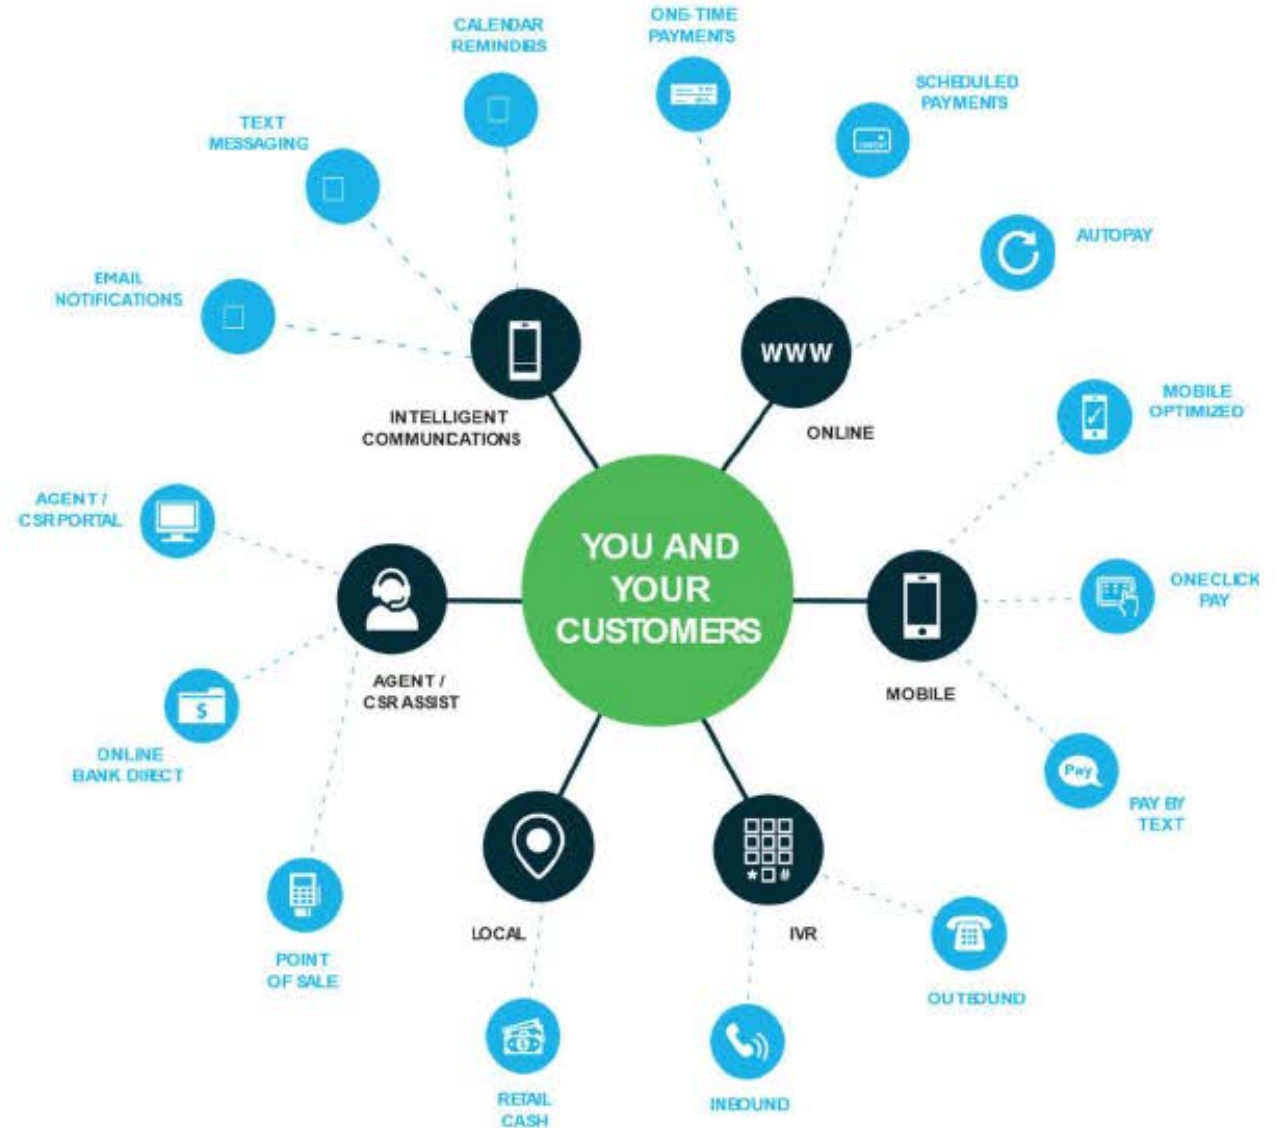 CALENDAR
REMINDERS
ONE-TIME
PAYMENTS
SCHEDULED
PAYMENTS
TEXT
MESSAGING
AUTOPAY
EMAIL
NOTIFICATIONS
WWW
MOBILE
OPTIMIZED
INTELLIGENT
COMMUNCATIONS
ONLINE
AGENT /
CSR PORTAL
YOU AND
YOUR
CUSTOMERS
ONE CLICK
PAY
AGENT /
CSR ASSIST
MOBILE
$
ONLINE
BANK DIRECT
Pay
PAY BY
TEXT
* #
LOCAL
IVR
POINT
OF SALE
OUTBOUND
RETAIL
CASH
INBOUND